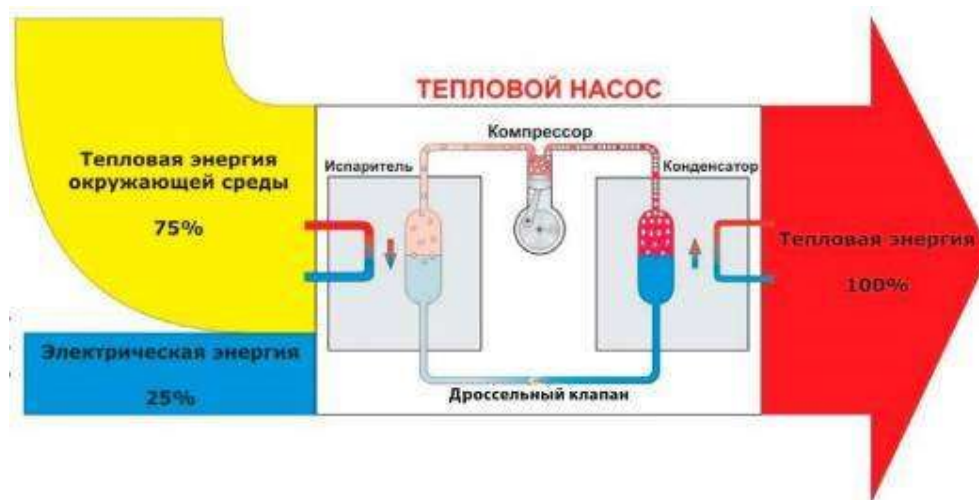 ТЕПЛОВОЙ НАСОС
Компрессор
Испаритель
Конденсатор
Тепловая энергия
окружающей среды
75%
Тепловая энергия
100%
Электрическая энергия
25%
Дроссельный клапан